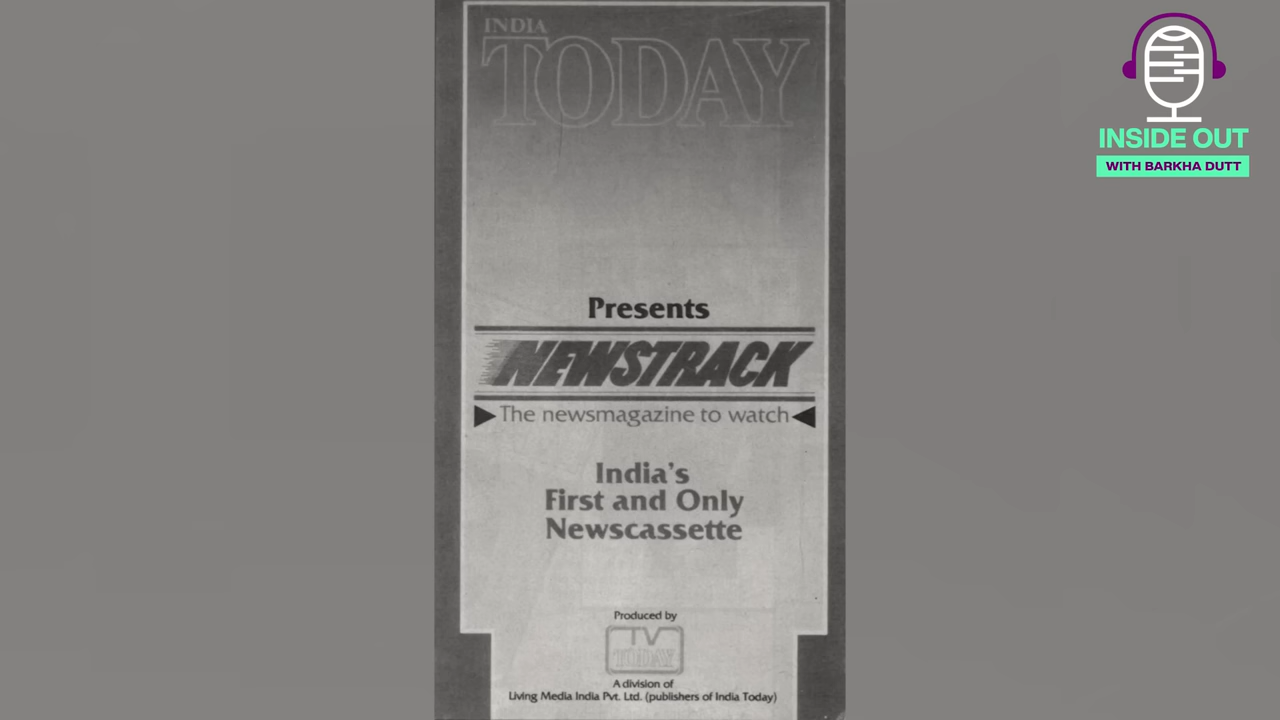 INDIA
TODAY
Presents
NEWSTRACK
The newsmagazine to watch
India's
First and Only
Newscassette
Produced by
TV
TODAY
A division of
Living Media India Pvt. Ltd. (publishers of India Today)
INSIDE OUT
WITH BARKHA DUTT